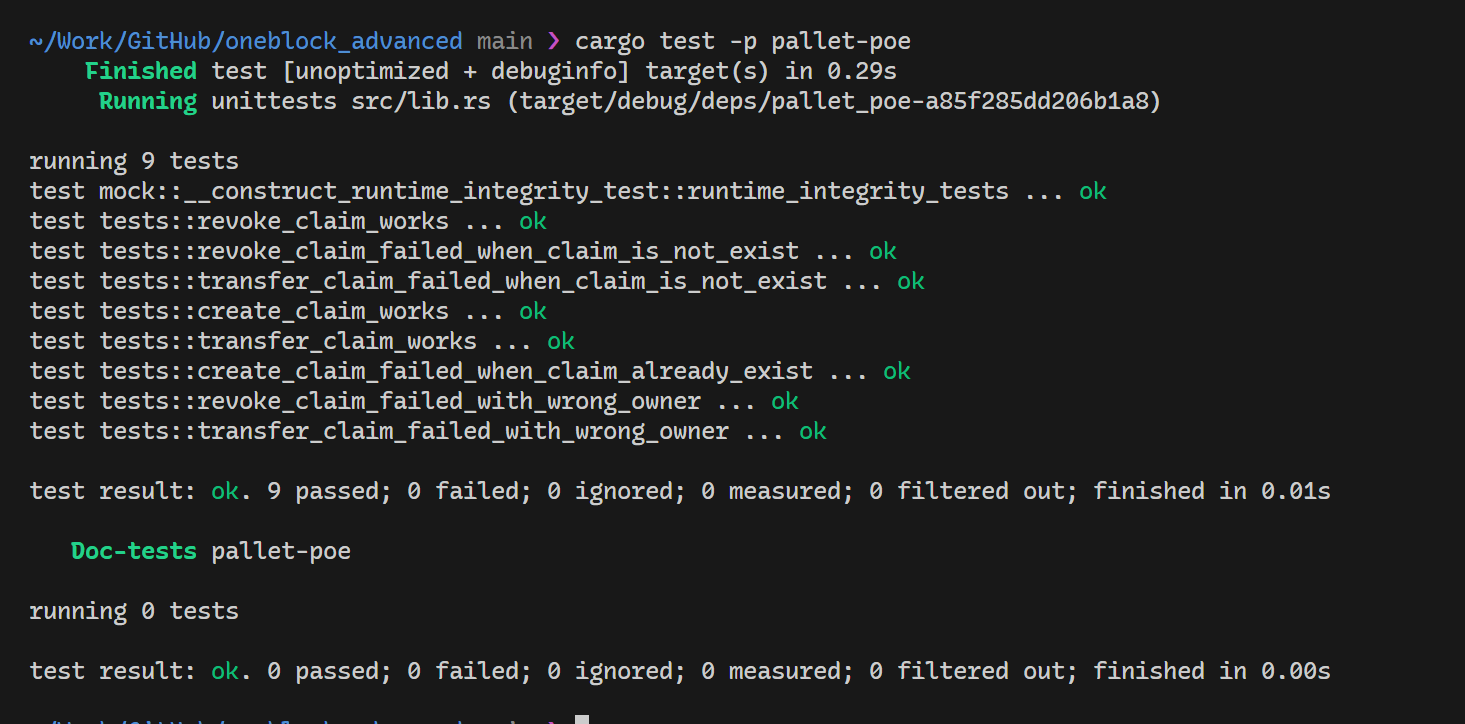 ~/Work/GitHub/oneblock_advanced main ❯ cargo test -p pallet-poe
Finished test [unoptimized + debuginfo] target(s) in 0.29s
Running unittests src/lib.rs (target/debug/deps/pallet_poe-a85f285dd206b1a8)
running 9 tests
test mock::__construct_runtime_integrity_test::runtime_integrity_tests ... ok
test tests::revoke_claim_works ... ok
test tests::revoke_claim_failed_when_claim_is_not_exist ... ok
test tests::transfer_claim_failed_when_claim_is_not_exist ... ok
test tests::create_claim_works ... ok
test tests::transfer_claim_works ... ok
test tests::create_claim_failed_when_claim_already_exist ... ok
test tests::revoke_claim_failed_with_wrong_owner ... ok
test tests::transfer_claim_failed_with_wrong_owner ... ok
test result: ok. 9 passed; 0 failed; 0 ignored; 0 measured; 0 filtered out; finished in 0.01s
Doc-tests pallet-poe
running 0 tests
test result: ok. 0 passed; 0 failed; 0 ignored; 0 measured; 0 filtered out; finished in 0.00s